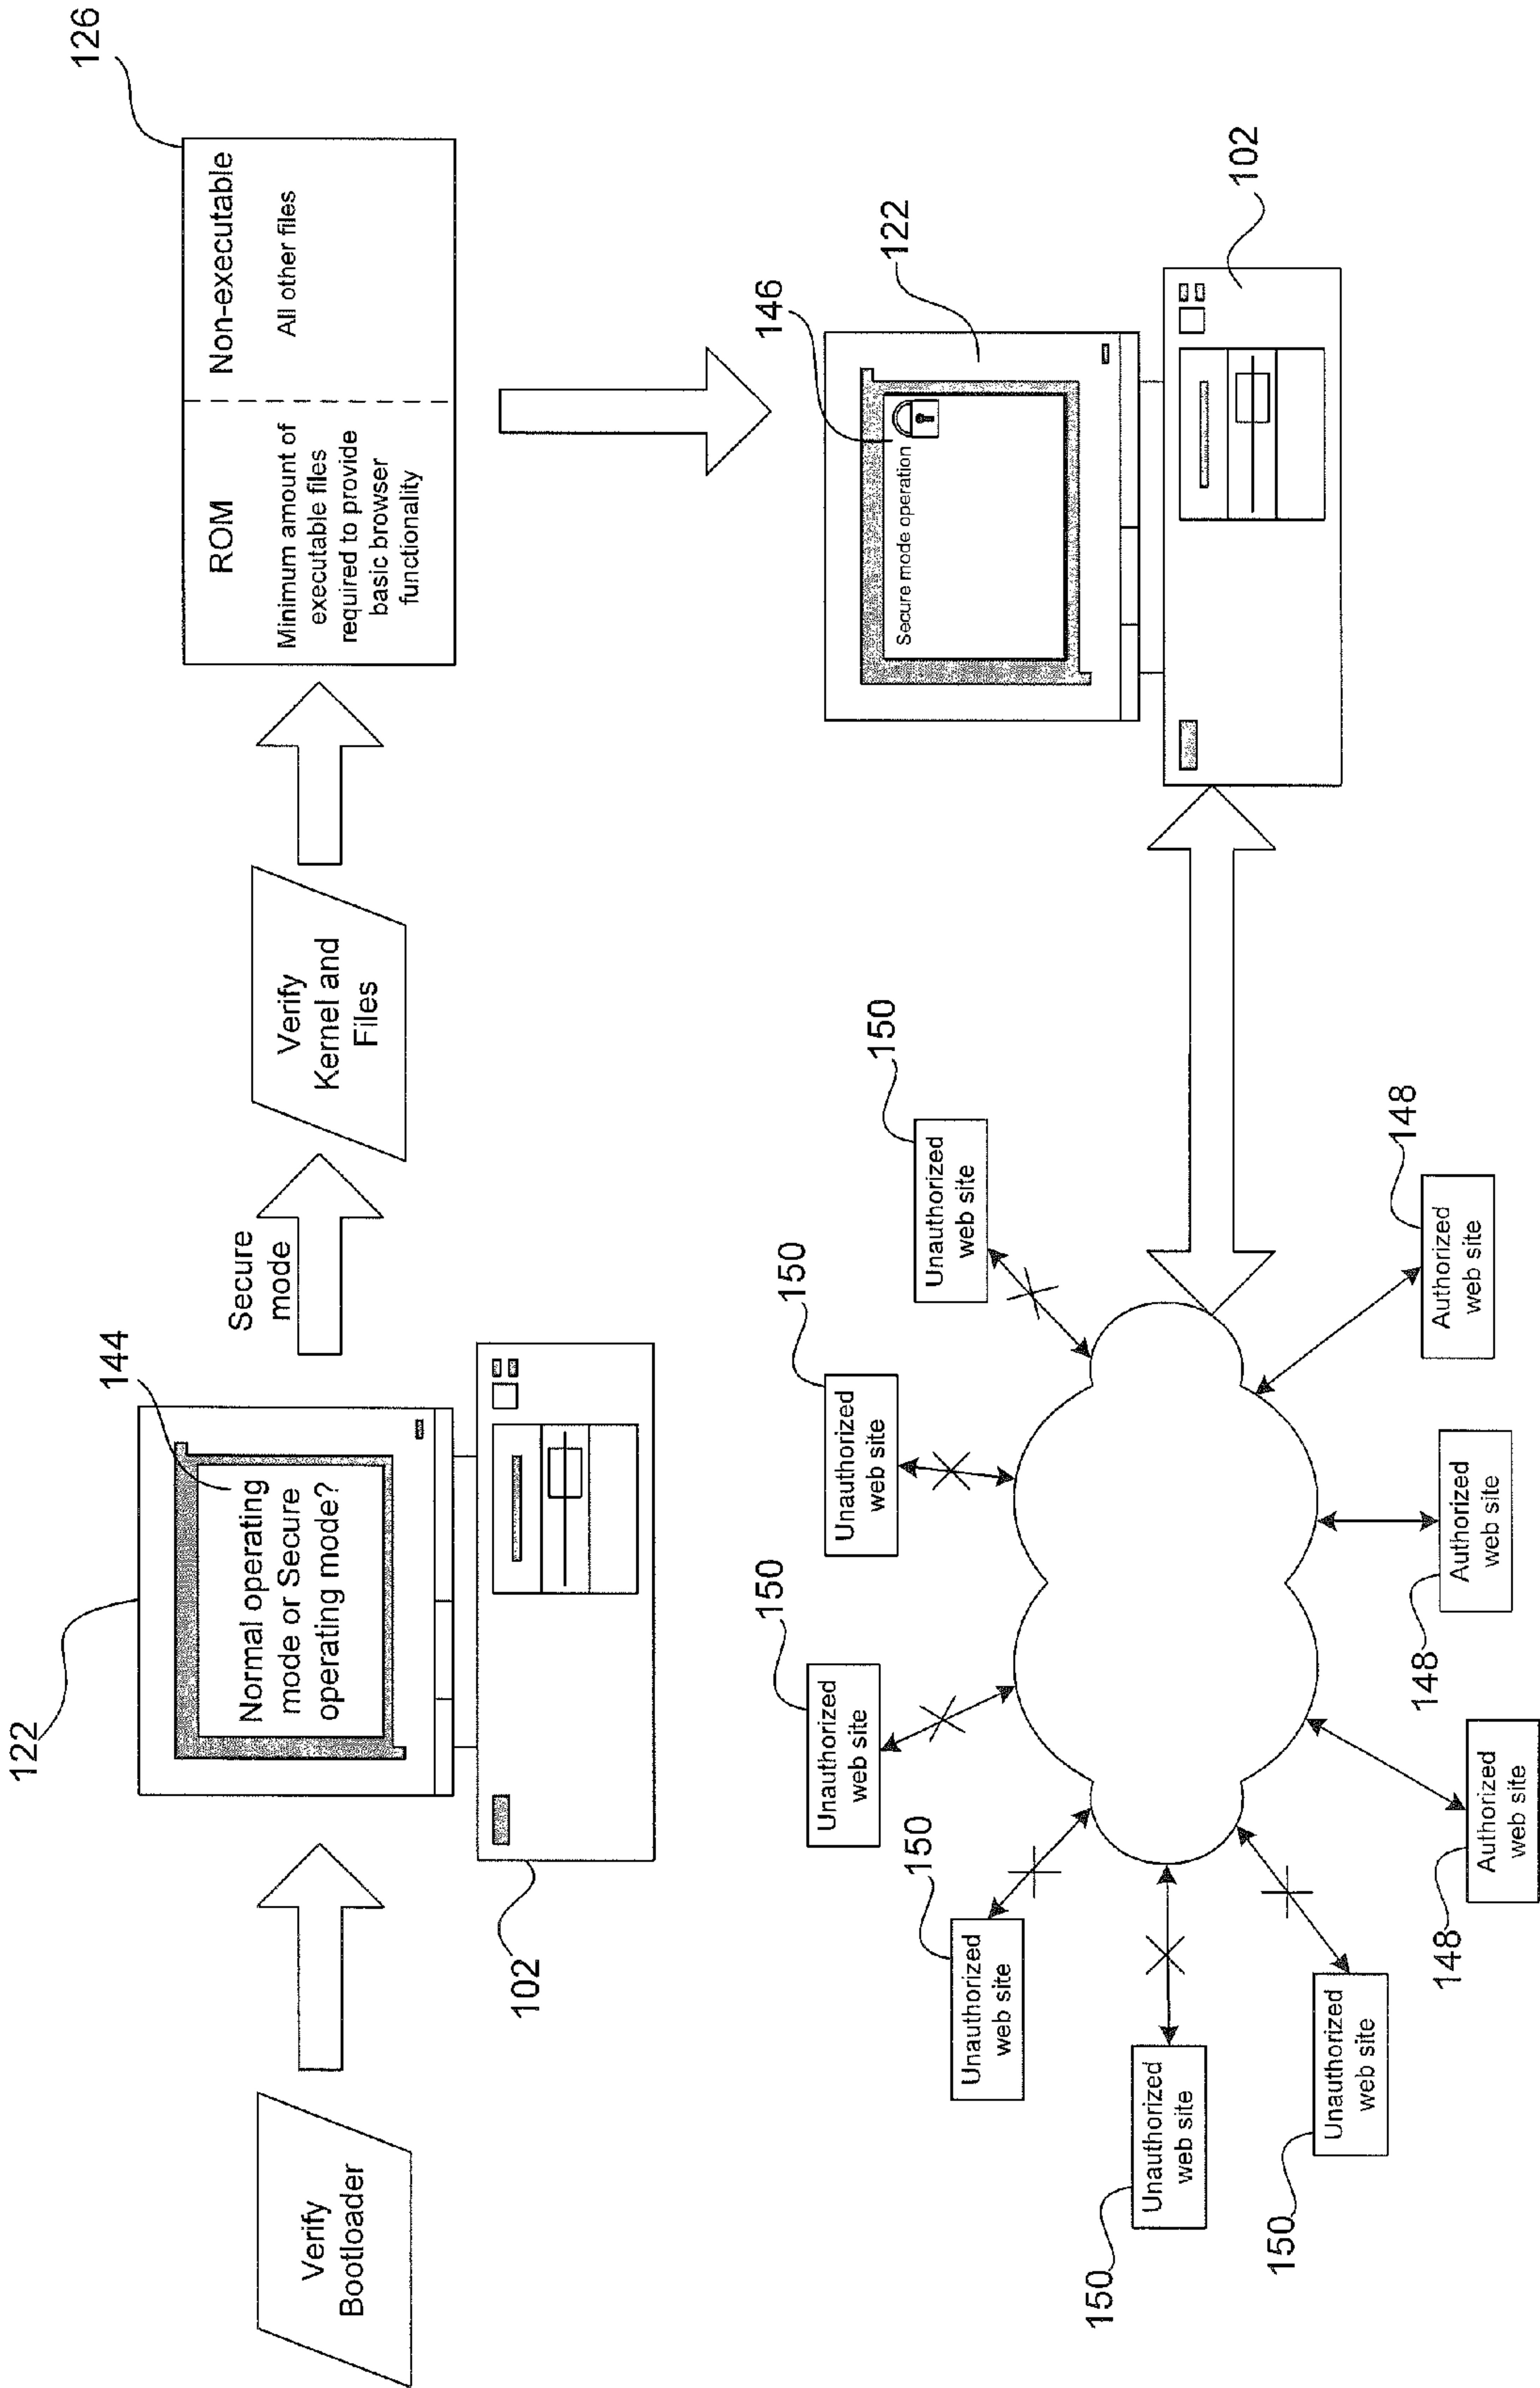 Verify
Bootloader
122
144
Normal operating
mode or Secure
operating mode?
102
Secure
mode
Verify
Kernel and
Files
126
ROM
Minimum amount of
executable files
required to provide
basic browser
functionality
Non-executable
All other files
146
122
Secure mode operation
102
150
Unauthorized
web site
150
Unauthorized
web site
150
Unauthorized
web site
150
Unauthorized
web site
150
Unauthorized
web site
150
Unauthorized
web site
148
Authorized
web site
148
Authorized
web site
148
Authorized
web site